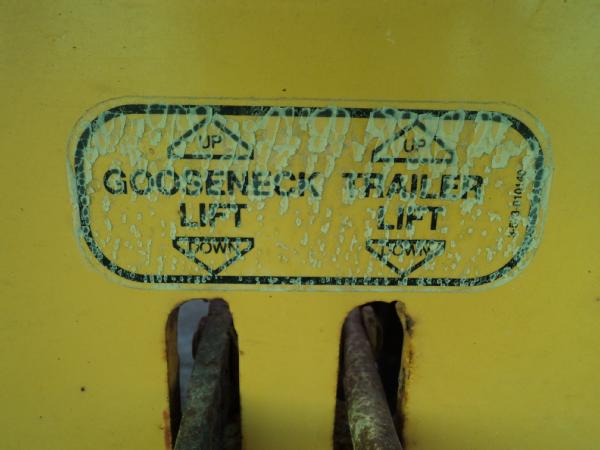 UP UP
GOOSENECK TRAILER
LIFT LIFT
DOWN DOWN